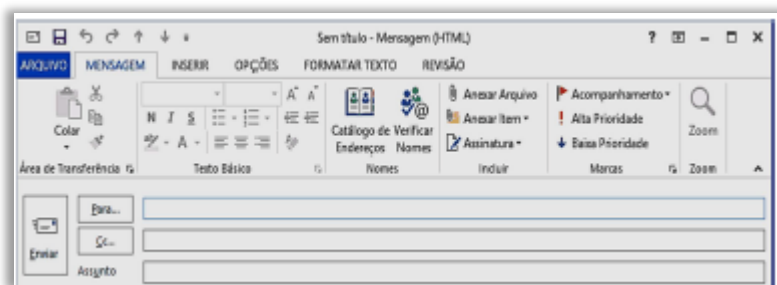 Sem título - Mensagem (HTML) ?
ARQUIVO MENSAGEM INSERIR OPÇÕES FORMATAR TEXTO REVISÃO
Colar
N I S
A A
A
Catálogo de Endereços
Verificar Nomes
Anexar Arquivo
Anexar Item
Assinatura
Acompanhamento
! Alta Prioridade
Baixa Prioridade
Zoom
Área de Transferência Texto Básico Nomes Incluir Marcas Zoom
Enviar
Para...
Cc...
Assunto